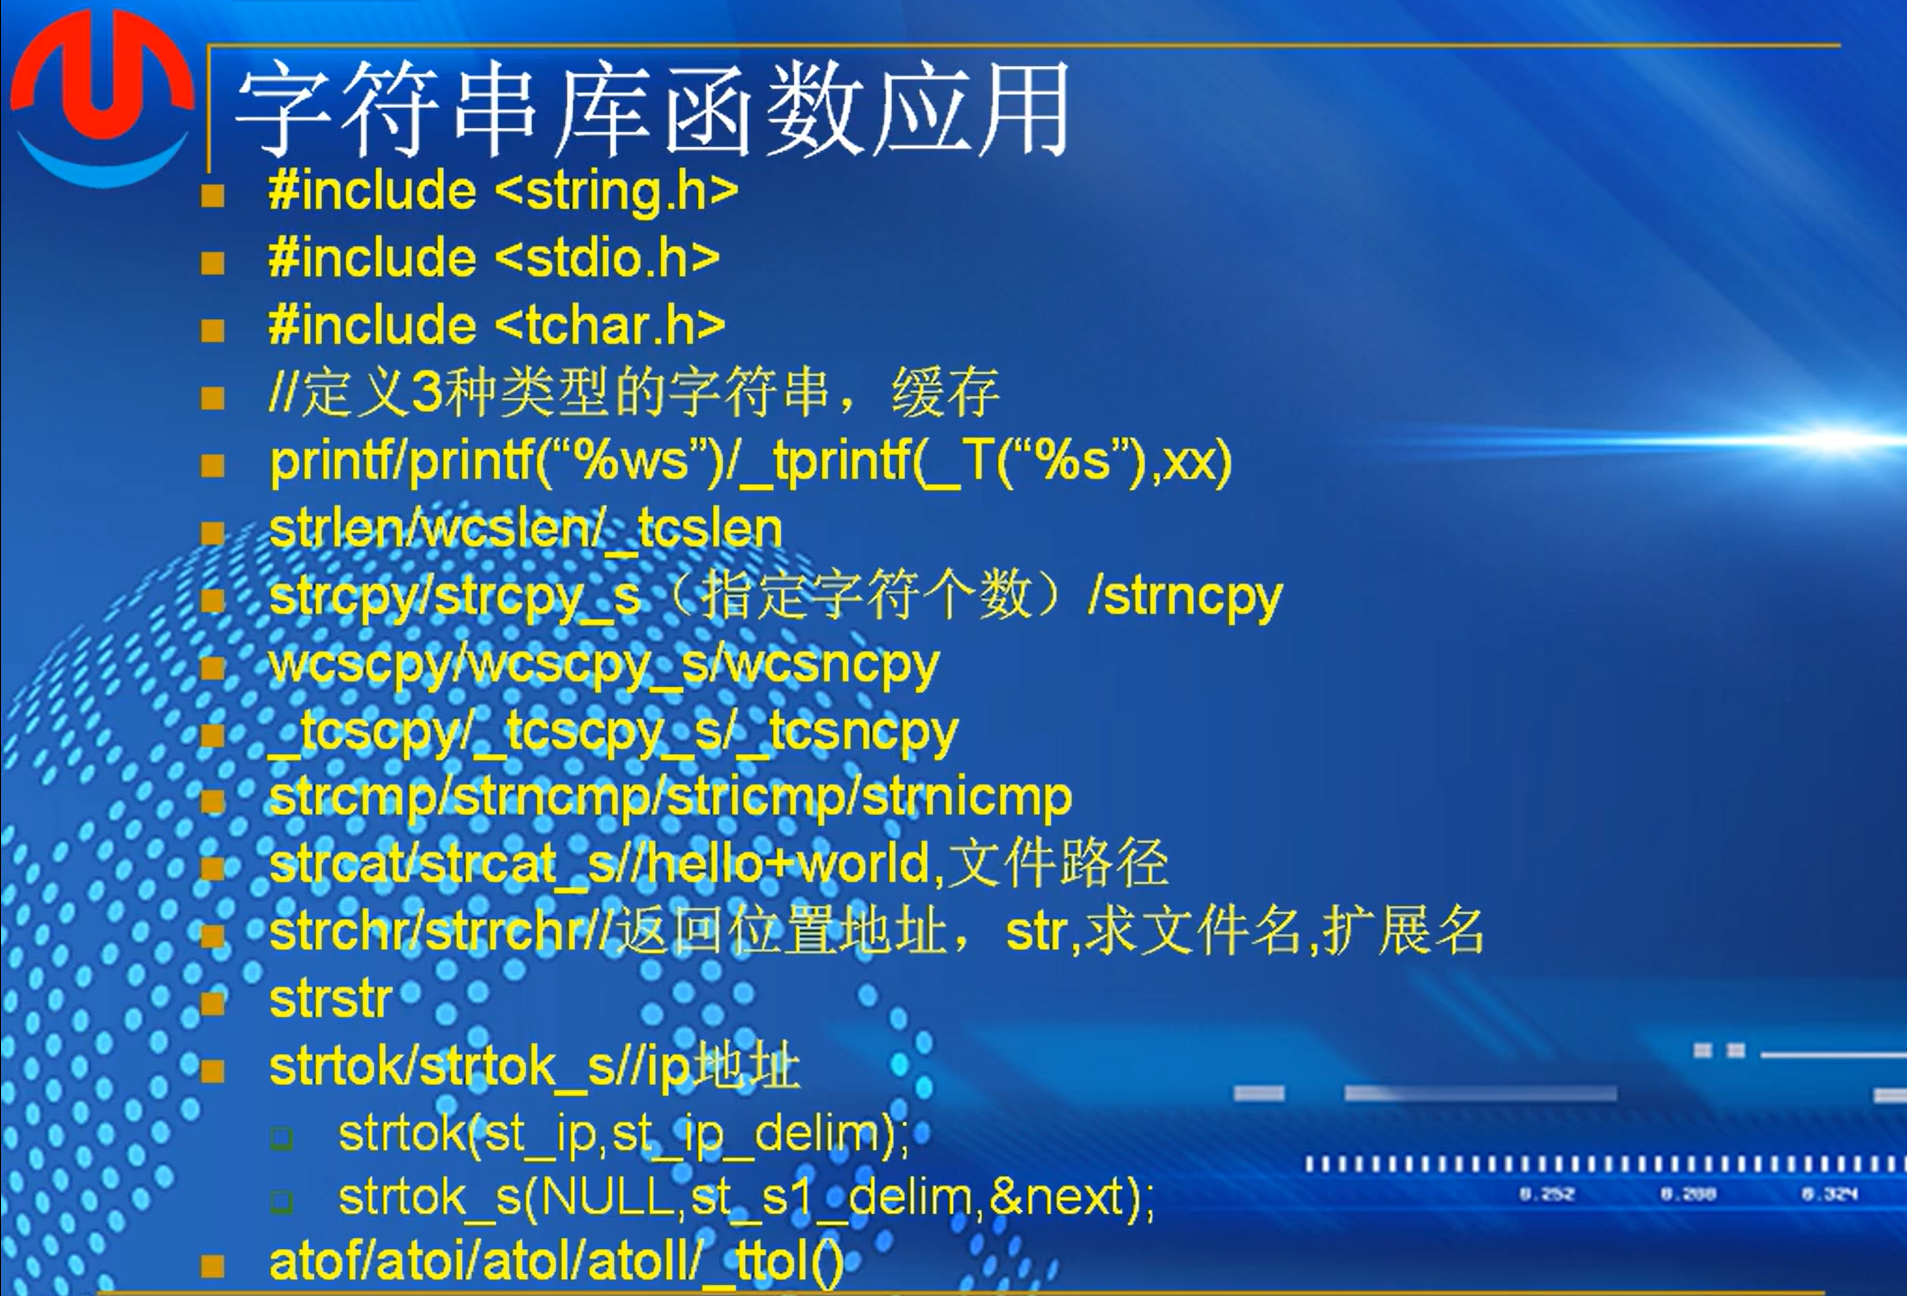 字符串库函数应用
#include <string.h>
#include <stdio.h>
#include <tchar.h>
//定义3种类型的字符串，缓存
printf/printf(“%ws”)/_tprintf(_T(“%s”),xx)
strlen/wcslen/_tcslen
strcpy/strcpy_s（指定字符个数）/strncpy
wcscpy/wcscpy_s/wcsncpy
_tcscpy/_tcscpy_s/_tcsncpy
strcmp/strncmp/stricmp/strnicmp
strcat/strcat_s//hello+world,文件路径
strchr/strrchr//返回位置地址，str,求文件名,扩展名
strstr
strtok/strtok_s//ip地址
strtok(st_ip,st_ip_delim);
strtok_s(NULL,st_s1_delim,&next);
atof/atoi/atol/atoll/_ttol()
6.252 6.288 6.324